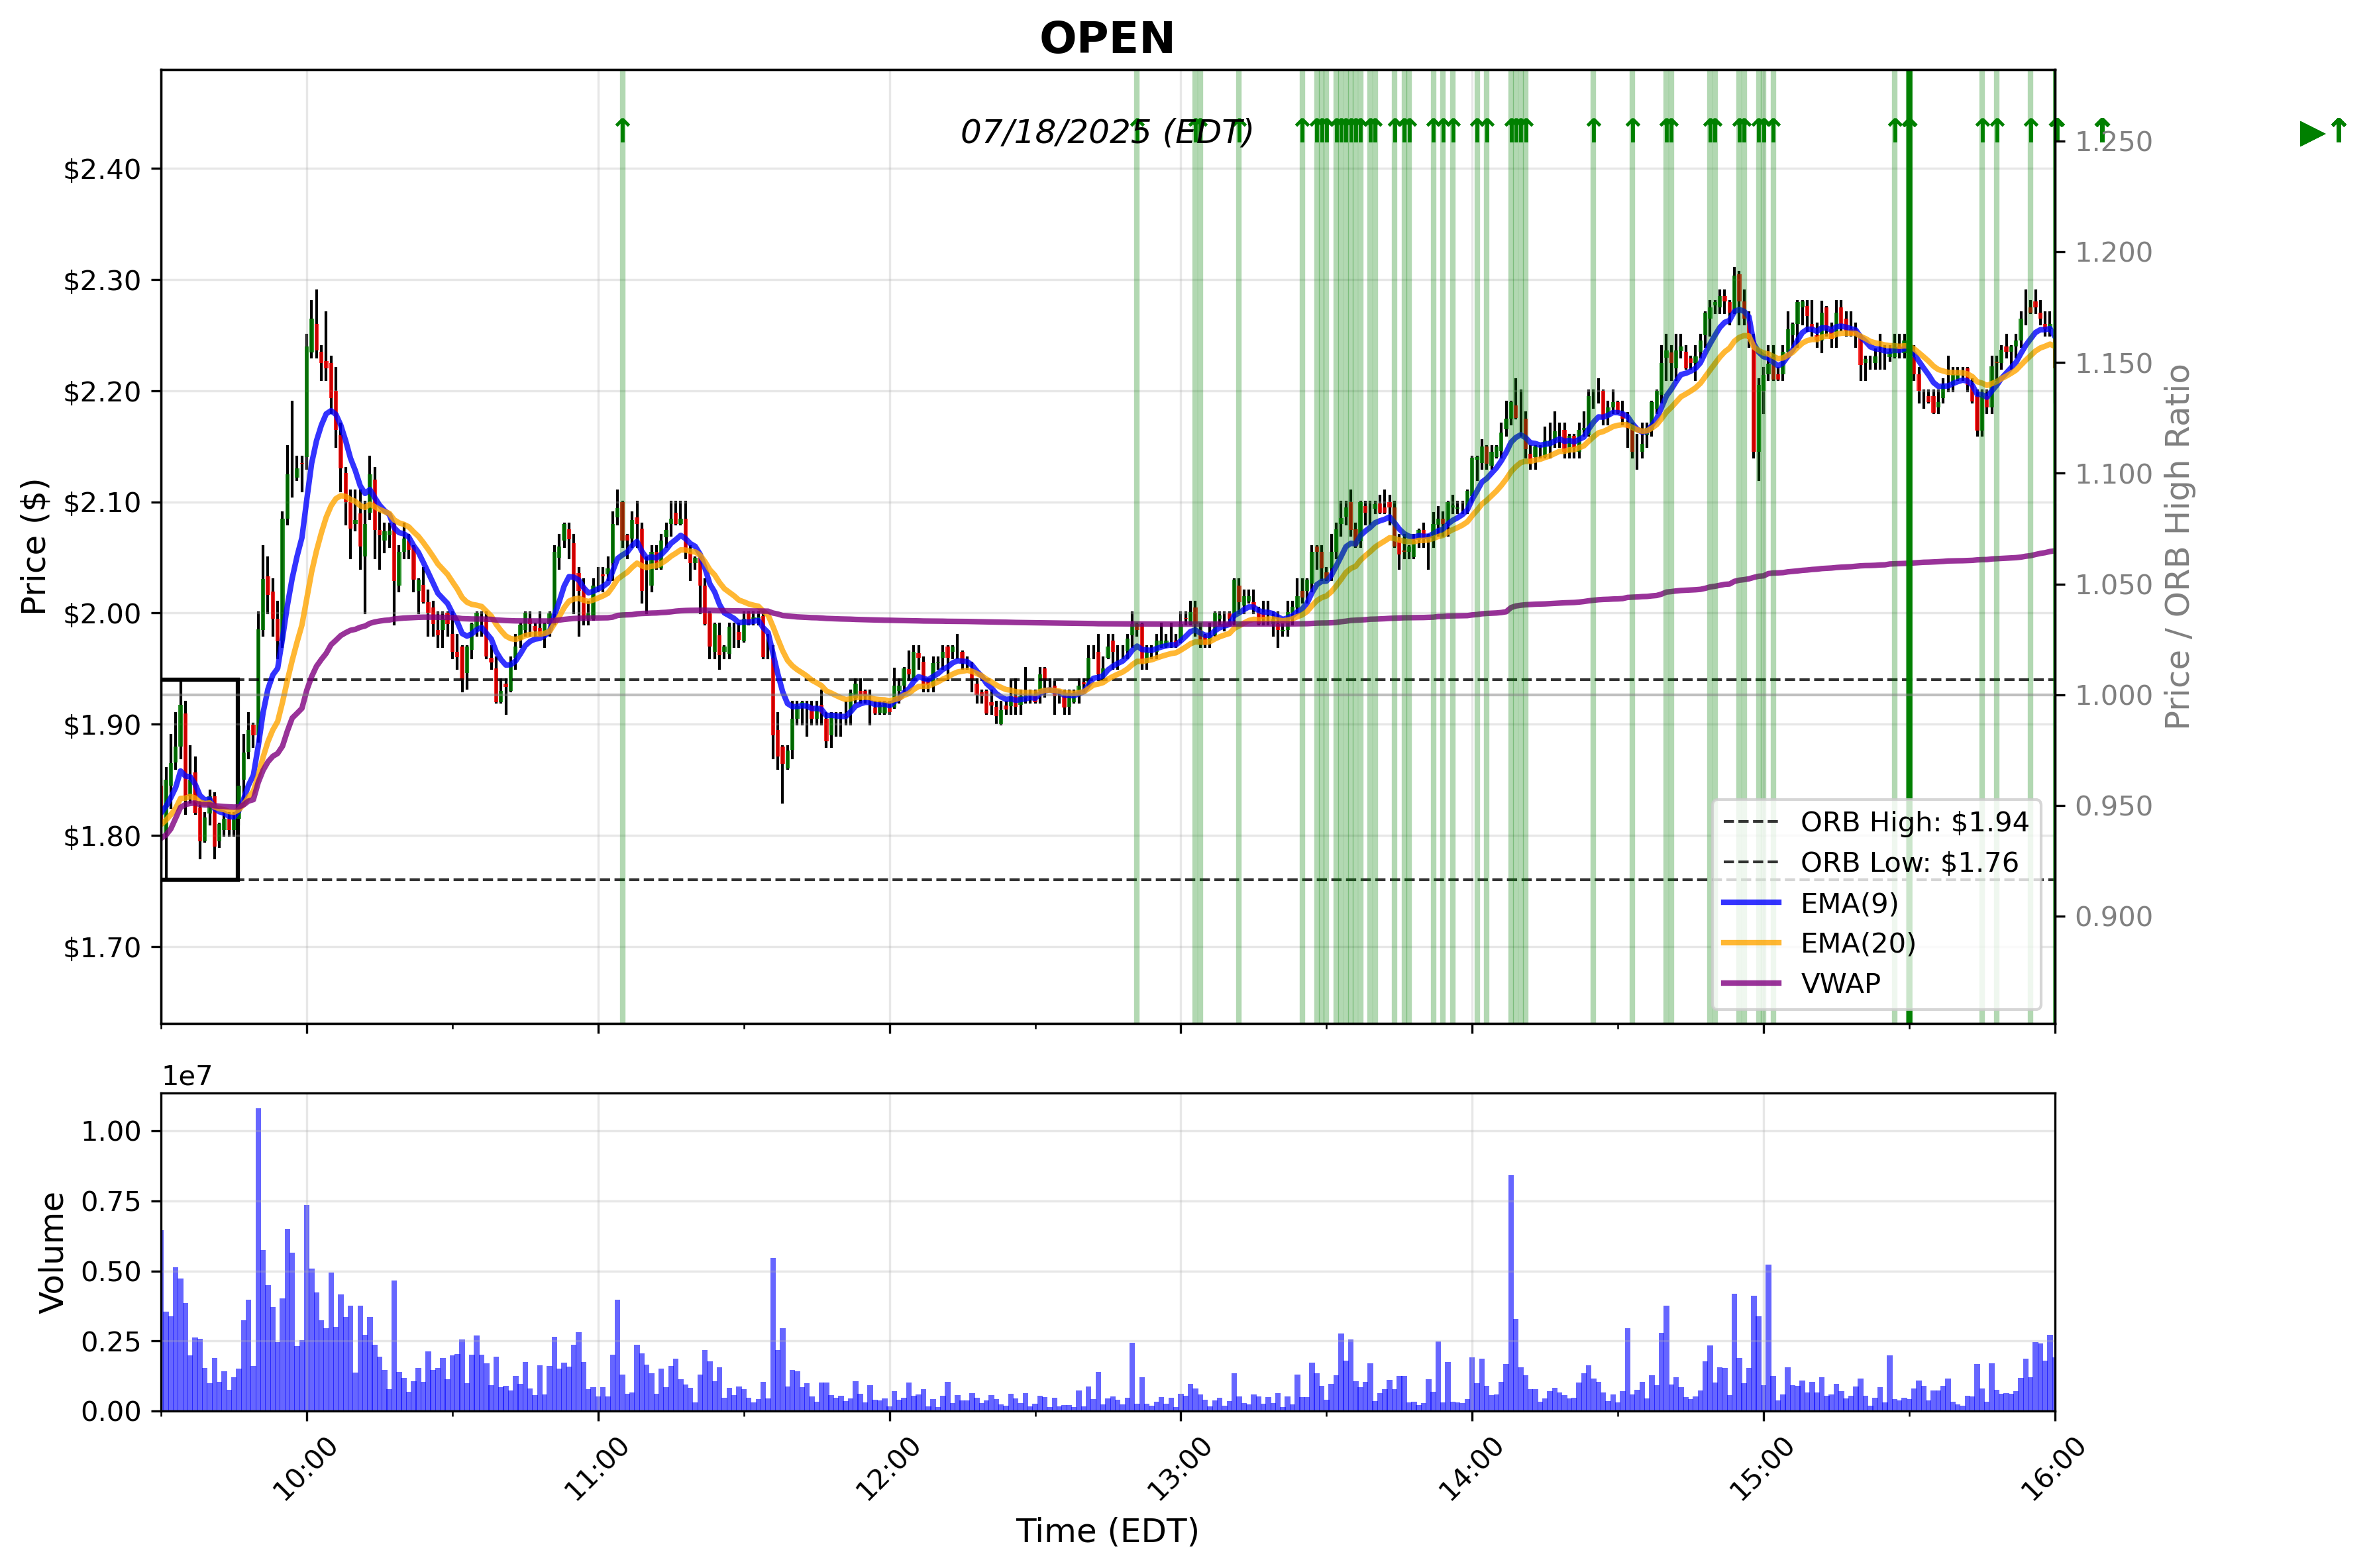 OPEN
07/18/2025 (EDT)
Price ($)
$2.40
$2.30
$2.20
$2.10
$2.00
$1.90
$1.80
$1.70
1.250
1.200
1.150
1.100
1.050
1.000
0.950
0.900
Price / ORB High Ratio
ORB High: $1.94
ORB Low: $1.76
EMA(9)
EMA(20)
VWAP
1e7
Volume
1.00
0.75
0.50
0.25
0.00
10:00
11:00
12:00
13:00
14:00
15:00
16:00
Time (EDT)